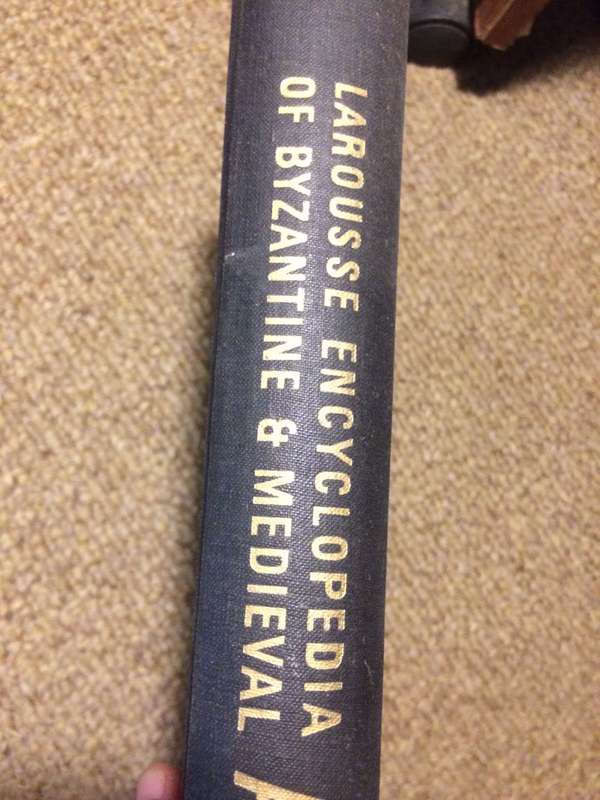 LAROUSSE ENCYCLOPEDIA
OF BYZANTINE & MEDIEVAL